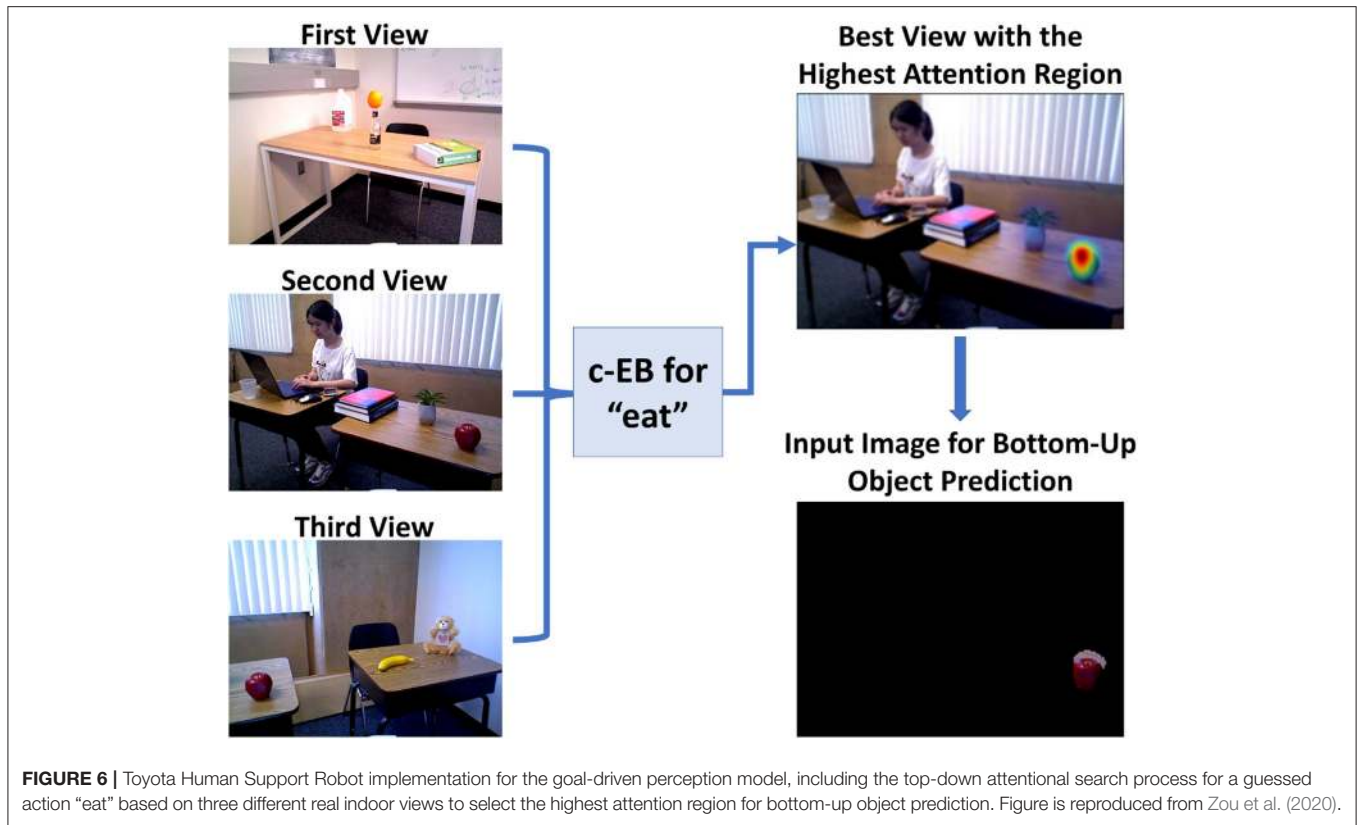 First View
Second View
Third View
c-EB for
"eat"
Best View with the
Highest Attention Region
Input Image for Bottom-Up
Object Prediction
FIGURE 6 | Toyota Human Support Robot implementation for the goal-driven perception model, including the top-down attentional search process for a guessed
action “eat” based on three different real indoor views to select the highest attention region for bottom-up object prediction. Figure is reproduced from Zou et al. (2020).